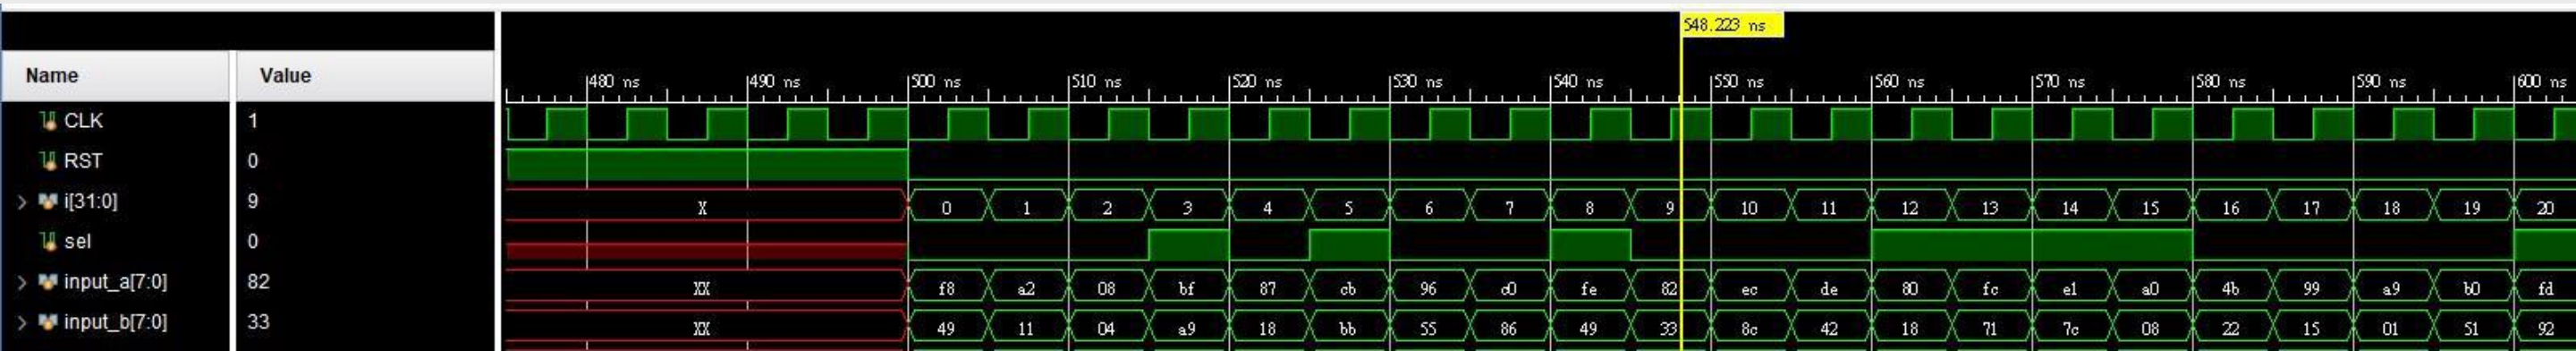 548.223 ns
Name Value
480 ns 490 ns 500 ns 510 ns 520 ns 530 ns 540 ns 550 ns 560 ns 570 ns 580 ns 590 ns 600 ns
CLK 1
RST 0
i[31:0] 9 X 0 1 2 3 4 5 6 7 8 9 10 11 12 13 14 15 16 17 18 19 20
sel 0
input_a[7:0] 82 XX f8 a2 08 bf 87 cb 96 d0 fe 82 ec de 80 fc e1 a0 4b 99 a9 b0 fd
input_b[7:0] 33 XX 49 11 04 a9 18 bb 55 86 49 33 8c 42 18 71 7c 08 22 15 01 51 92